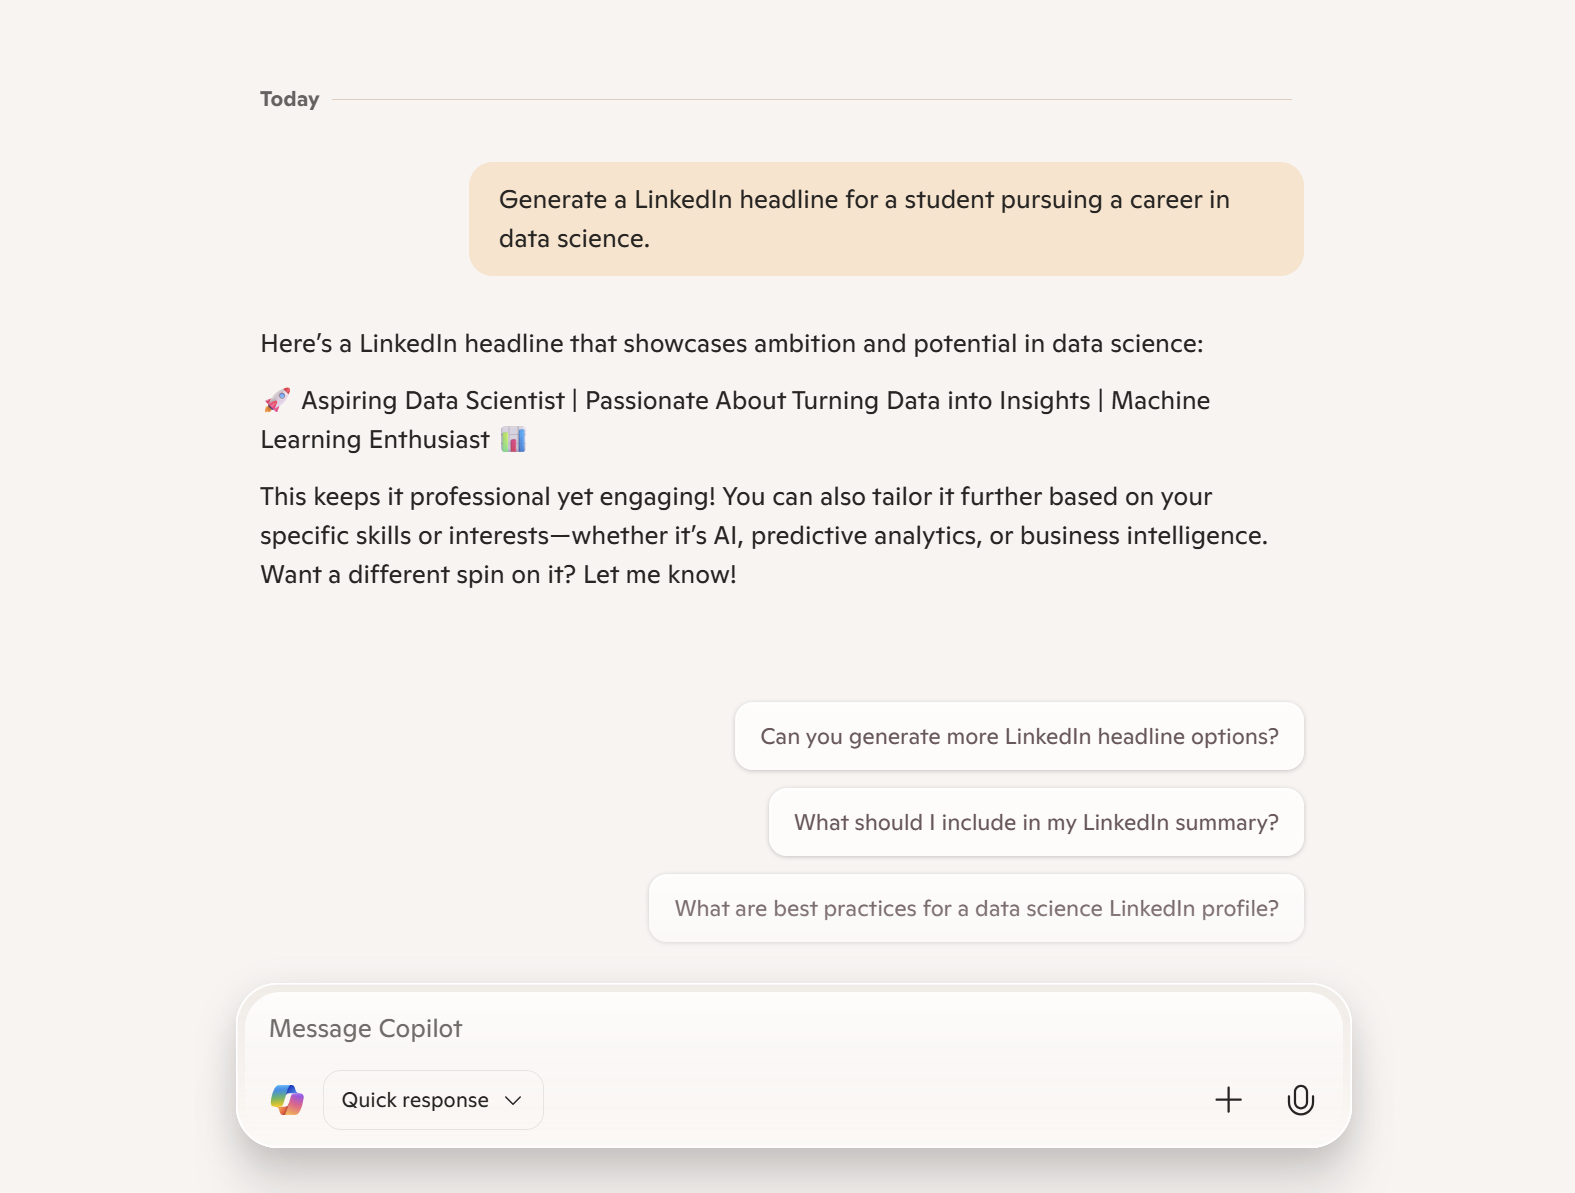 Today
Generate a LinkedIn headline for a student pursuing a career in
data science.
Here’s a LinkedIn headline that showcases ambition and potential in data science:
🚀 Aspiring Data Scientist | Passionate About Turning Data into Insights | Machine
Learning Enthusiast 📊
This keeps it professional yet engaging! You can also tailor it further based on your
specific skills or interests—whether it’s AI, predictive analytics, or business intelligence.
Want a different spin on it? Let me know!
Can you generate more LinkedIn headline options?
What should I include in my LinkedIn summary?
What are best practices for a data science LinkedIn profile?
Message Copilot
Quick response